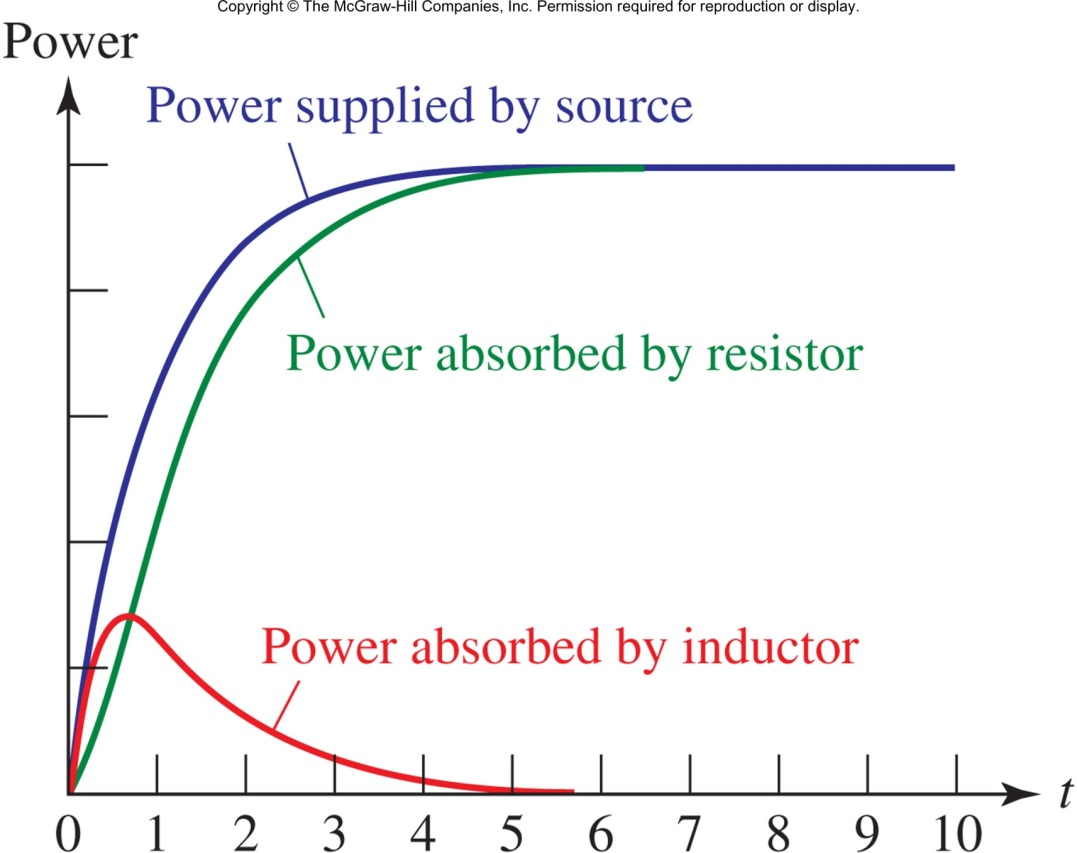 Copyright © The McGraw-Hill Companies, Inc. Permission required for reproduction or display.
Power
Power supplied by source
Power absorbed by resistor
Power absorbed by inductor
t
0 1 2 3 4 5 6 7 8 9 10